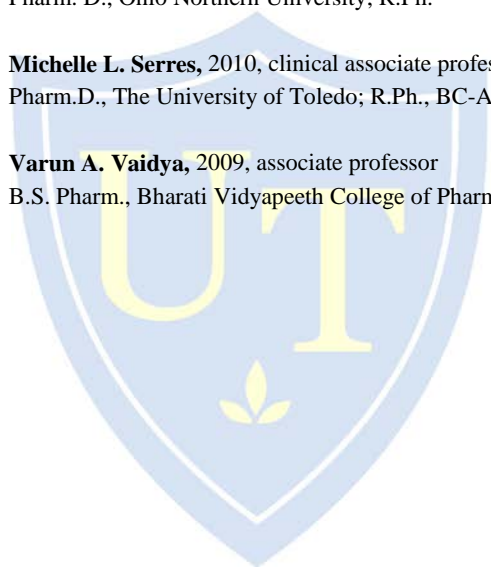 Pharm. D., Ohio Northern University; R.Ph.
Michelle L. Serres, 2010, clinical associate profes
Pharm.D., The University of Toledo; R.Ph., BC-A
Varun A. Vaidya, 2009, associate professor
B.S. Pharm., Bharati Vidyapeeth College of Pharm
UT